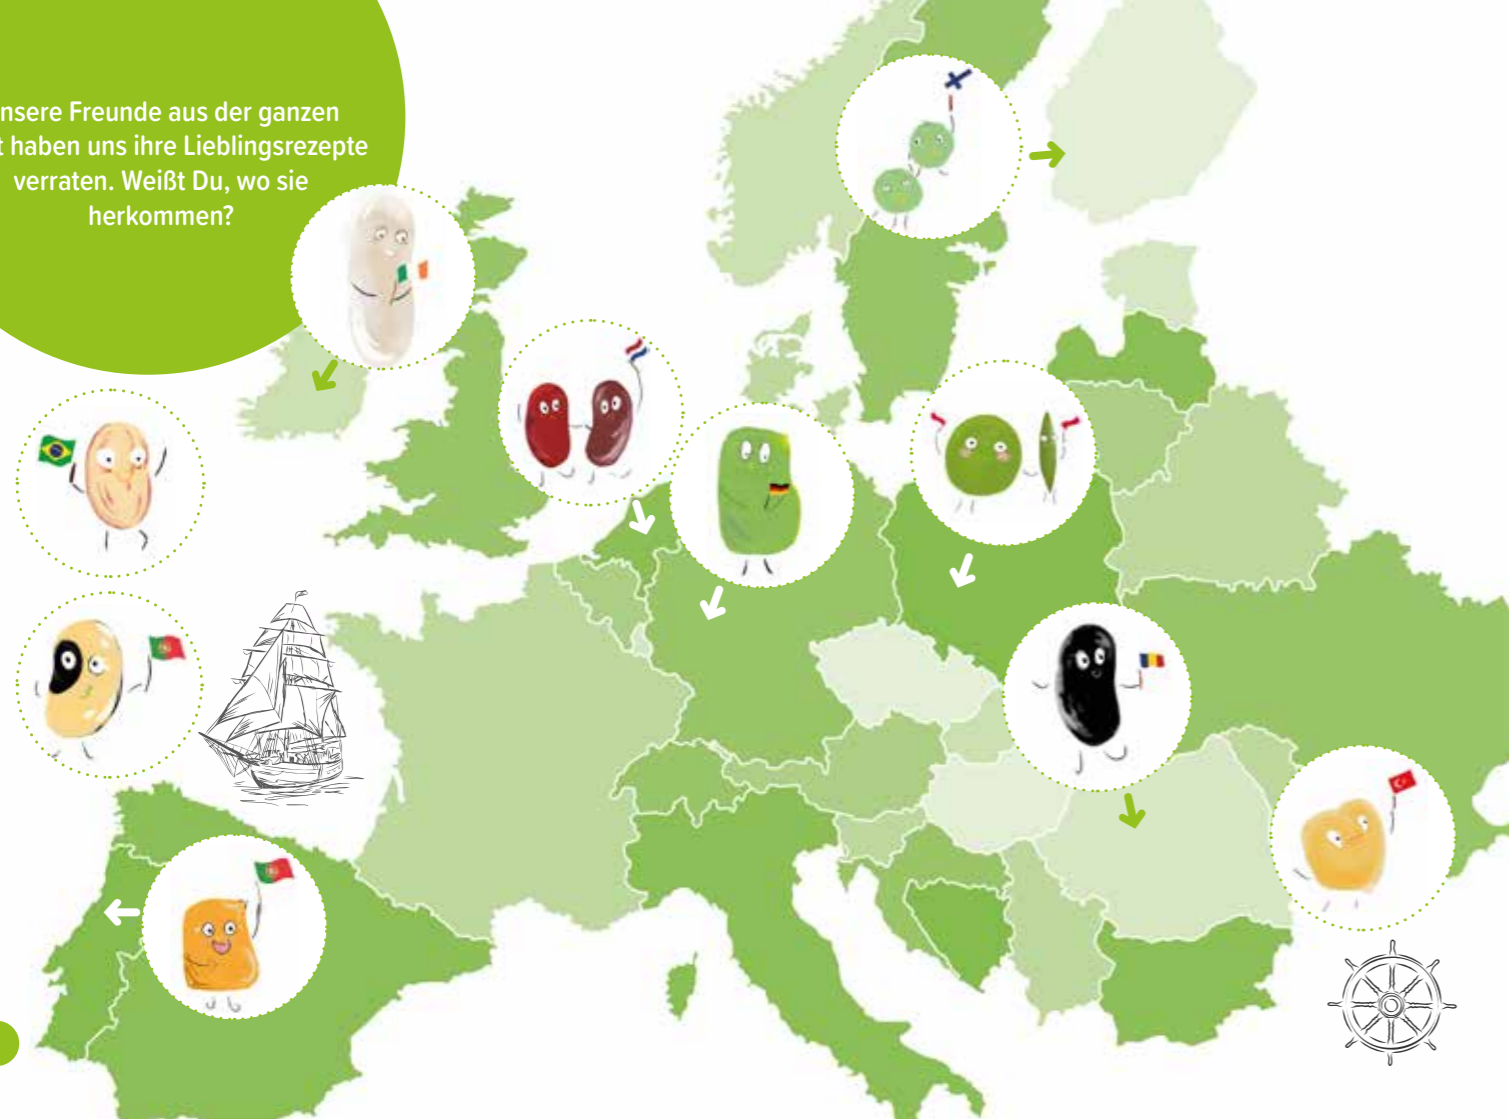 nsere Freunde aus der ganzen
t haben uns ihre Lieblingsrezepte
verraten. Weißt Du, wo sie
herkommen?